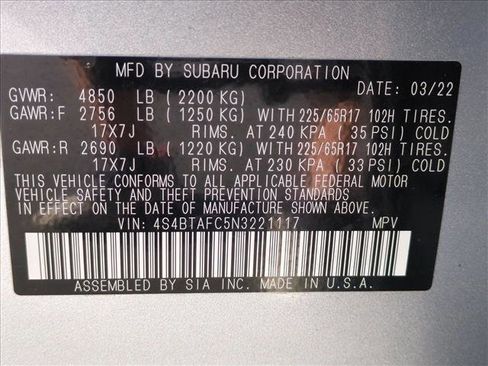 MFD BY SUBARU CORPORATION
DATE: 03/22
GVWR: 4850 LB (2200 KG)
GAWR:F 2756 LB (1250 KG) WITH 225/65R17 102H TIRES.
17X7J RIMS. AT 240 KPA (35 PSI) COLD
GAWR:R 2690 LB (1220 KG) WITH 225/65R17 102H TIRES.
17X7J RIMS. AT 230 KPA (33 PSI) COLD
THIS VEHICLE CONFORMS TO ALL APPLICABLE FEDERAL MOTOR
VEHICLE SAFETY AND BUMPER STANDARDS
IN EFFECT ON THE DATE OF MANUFACTURE SHOWN ABOVE.
VIN: 4S4BTAFC5N3221117 MPV
ASSEMBLED BY SIA INC. MADE IN U.S.A.